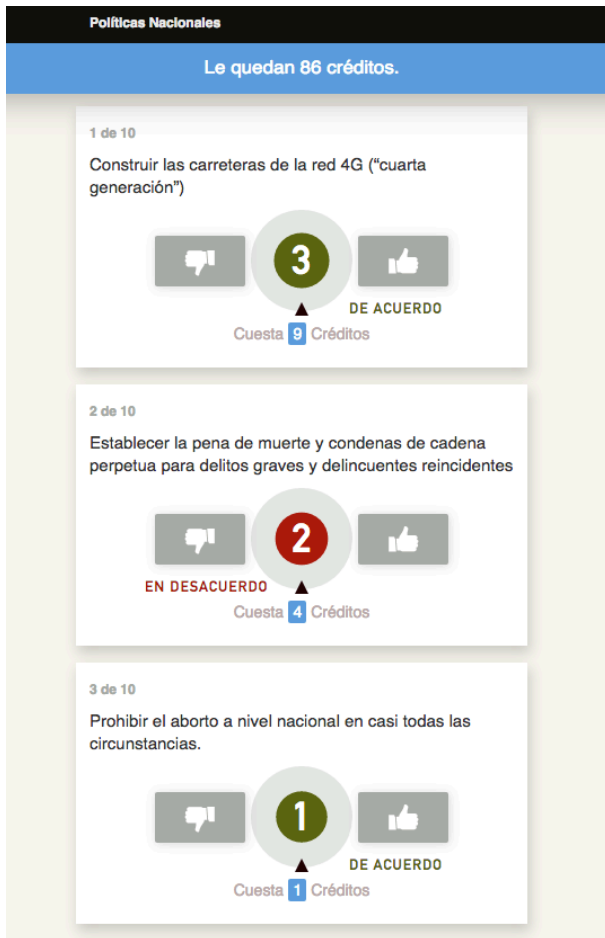 Políticas Nacionales
Le quedan 86 créditos.
1 de 10
Construir las carreteras de la red 4G (“cuarta
generación”)
3
DE ACUERDO
Cuesta 9 Créditos
2 de 10
Establecer la pena de muerte y condenas de cadena
perpetua para delitos graves y delincuentes reincidentes
2
EN DESACUERDO
Cuesta 4 Créditos
3 de 10
Prohibir el aborto a nivel nacional en casi todas las
circunstancias.
1
DE ACUERDO
Cuesta 1 Créditos